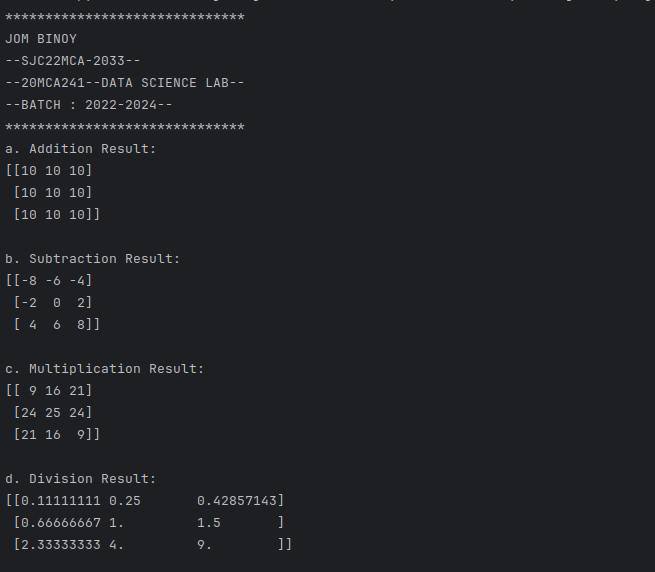 ******************************
JOM BINOY
--SJC22MCA-2033--
--20MCA241--DATA SCIENCE LAB--
--BATCH : 2022-2024--
******************************
a. Addition Result:
[[10 10 10]
 [10 10 10]
 [10 10 10]]

b. Subtraction Result:
[[-8 -6 -4]
 [-2  0  2]
 [ 4  6  8]]

c. Multiplication Result:
[[ 9 16 21]
 [24 25 24]
 [21 16  9]]

d. Division Result:
[[0.11111111 0.25       0.42857143]
 [0.66666667 1.         1.5       ]
 [2.33333333 4.         9.        ]]